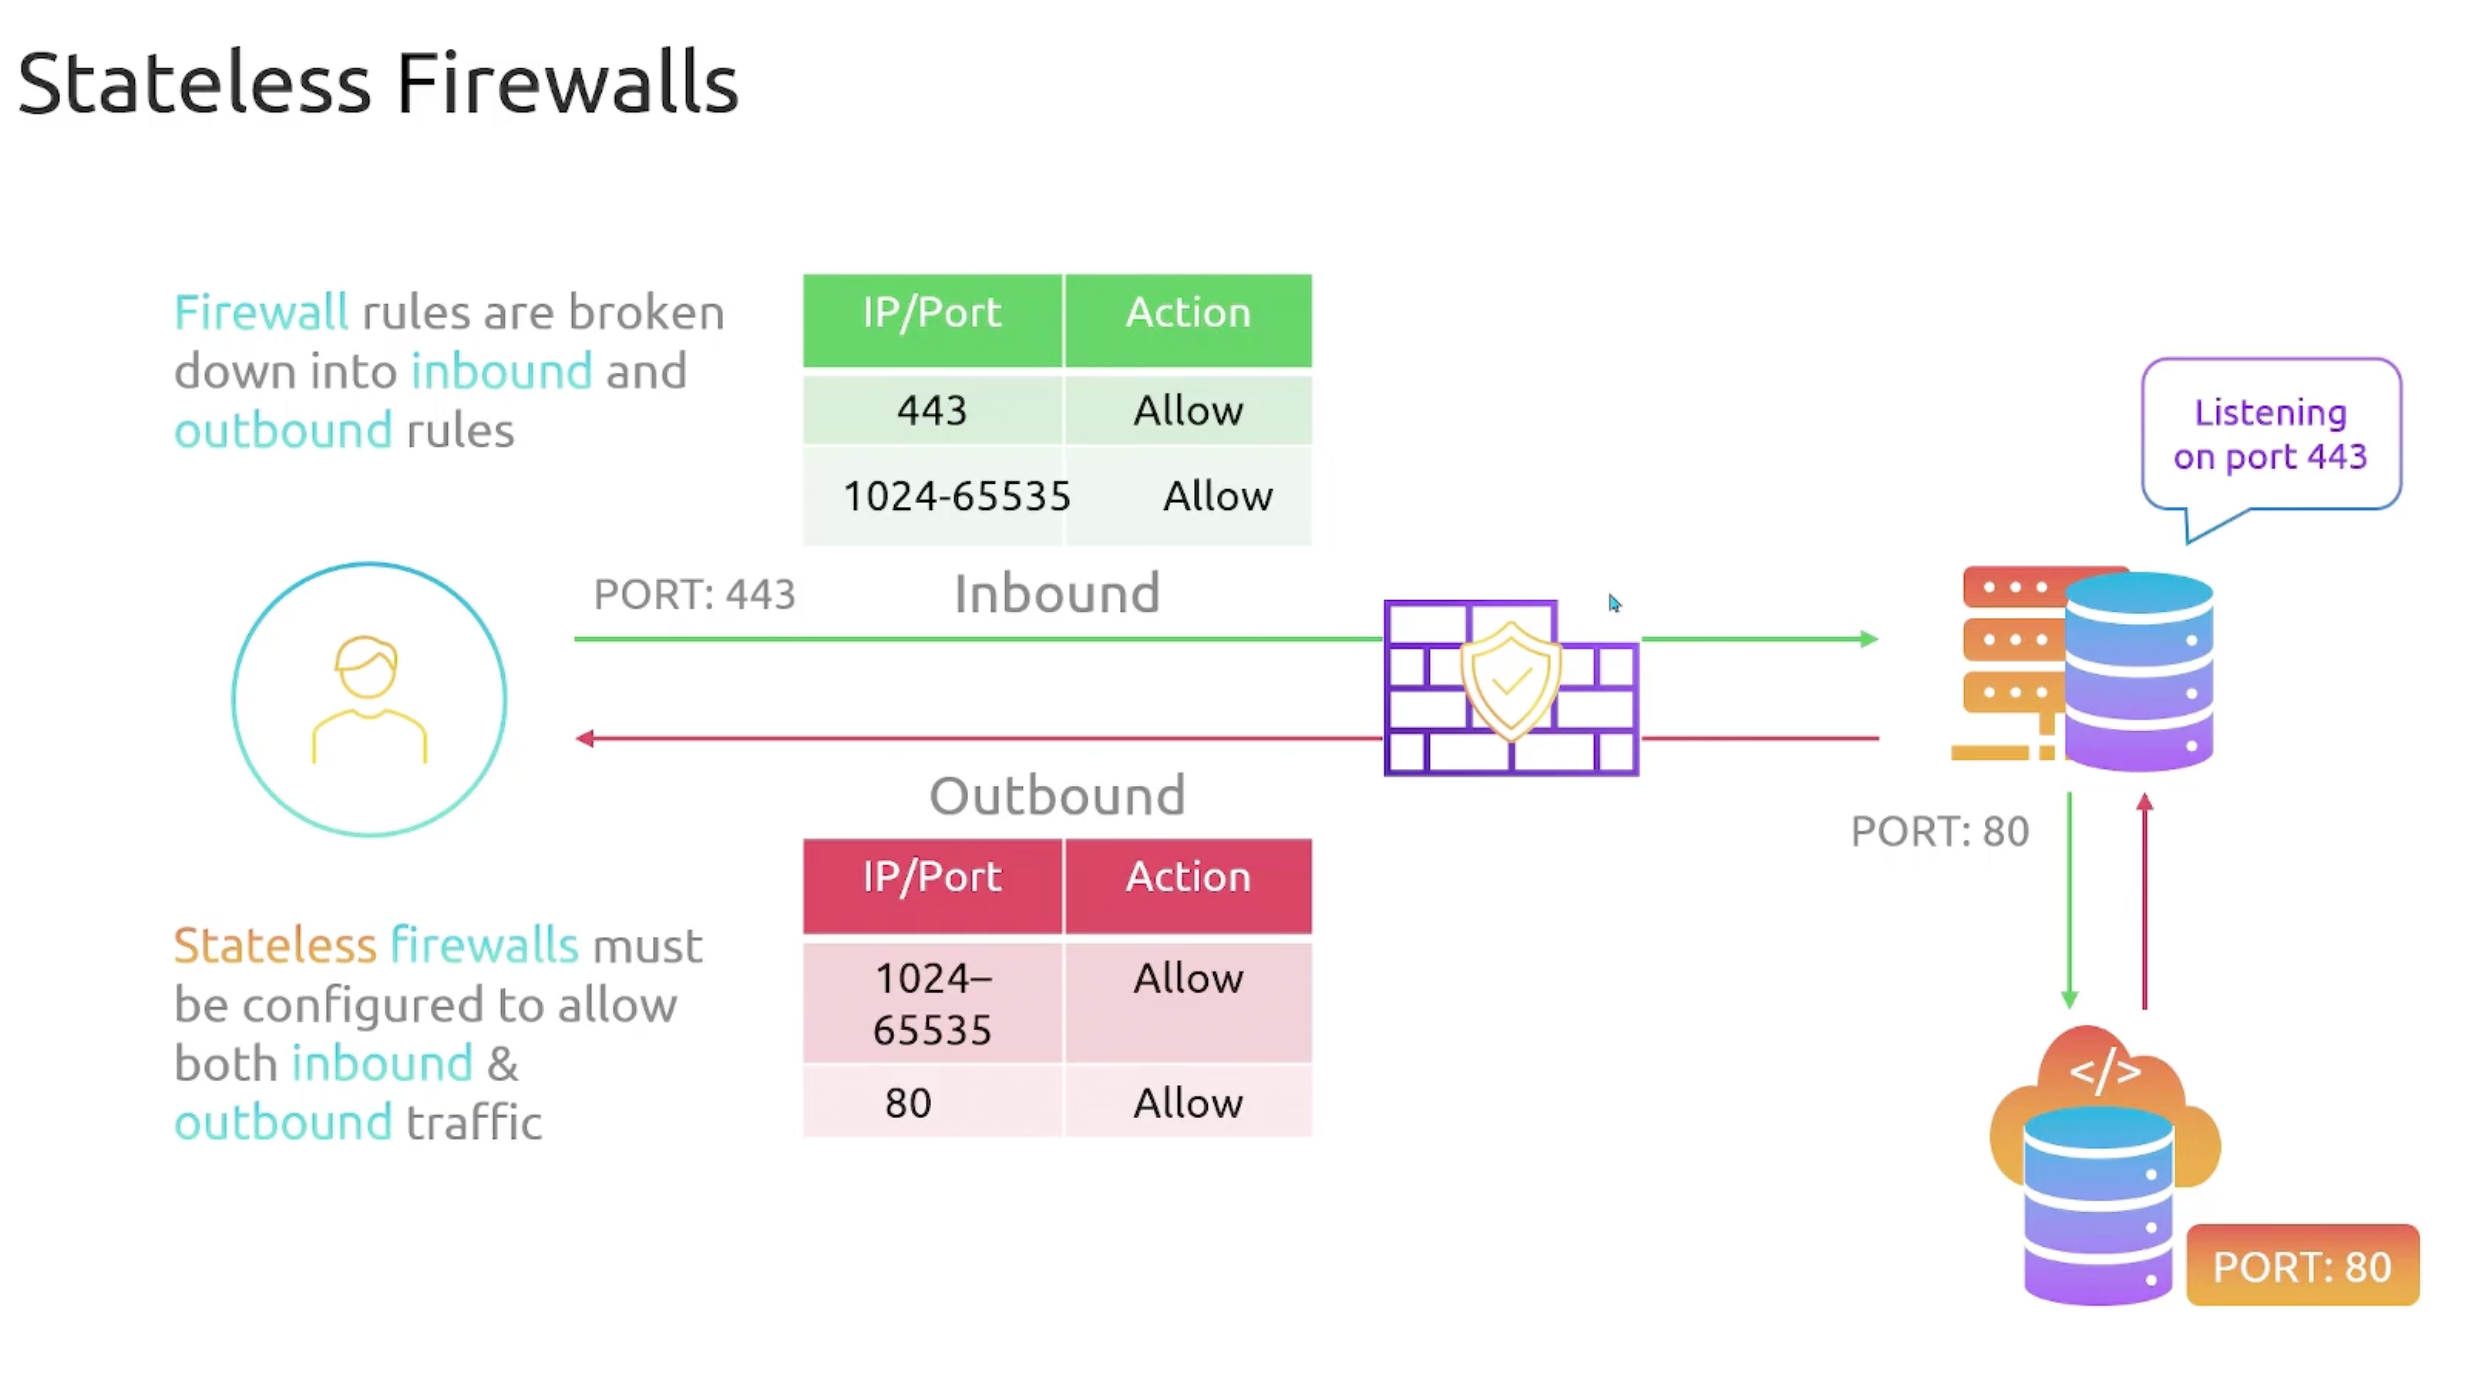 Stateless Firewalls
Firewall rules are broken
down into inbound and
outbound rules
IP/Port Action
443 Allow
1024-65535 Allow
Listening
on port 443
PORT: 443
Inbound
Outbound
PORT: 80
IP/Port Action
1024–
65535
Allow
80 Allow
Stateless firewalls must
be configured to allow
both inbound &
outbound traffic
</>
PORT: 80